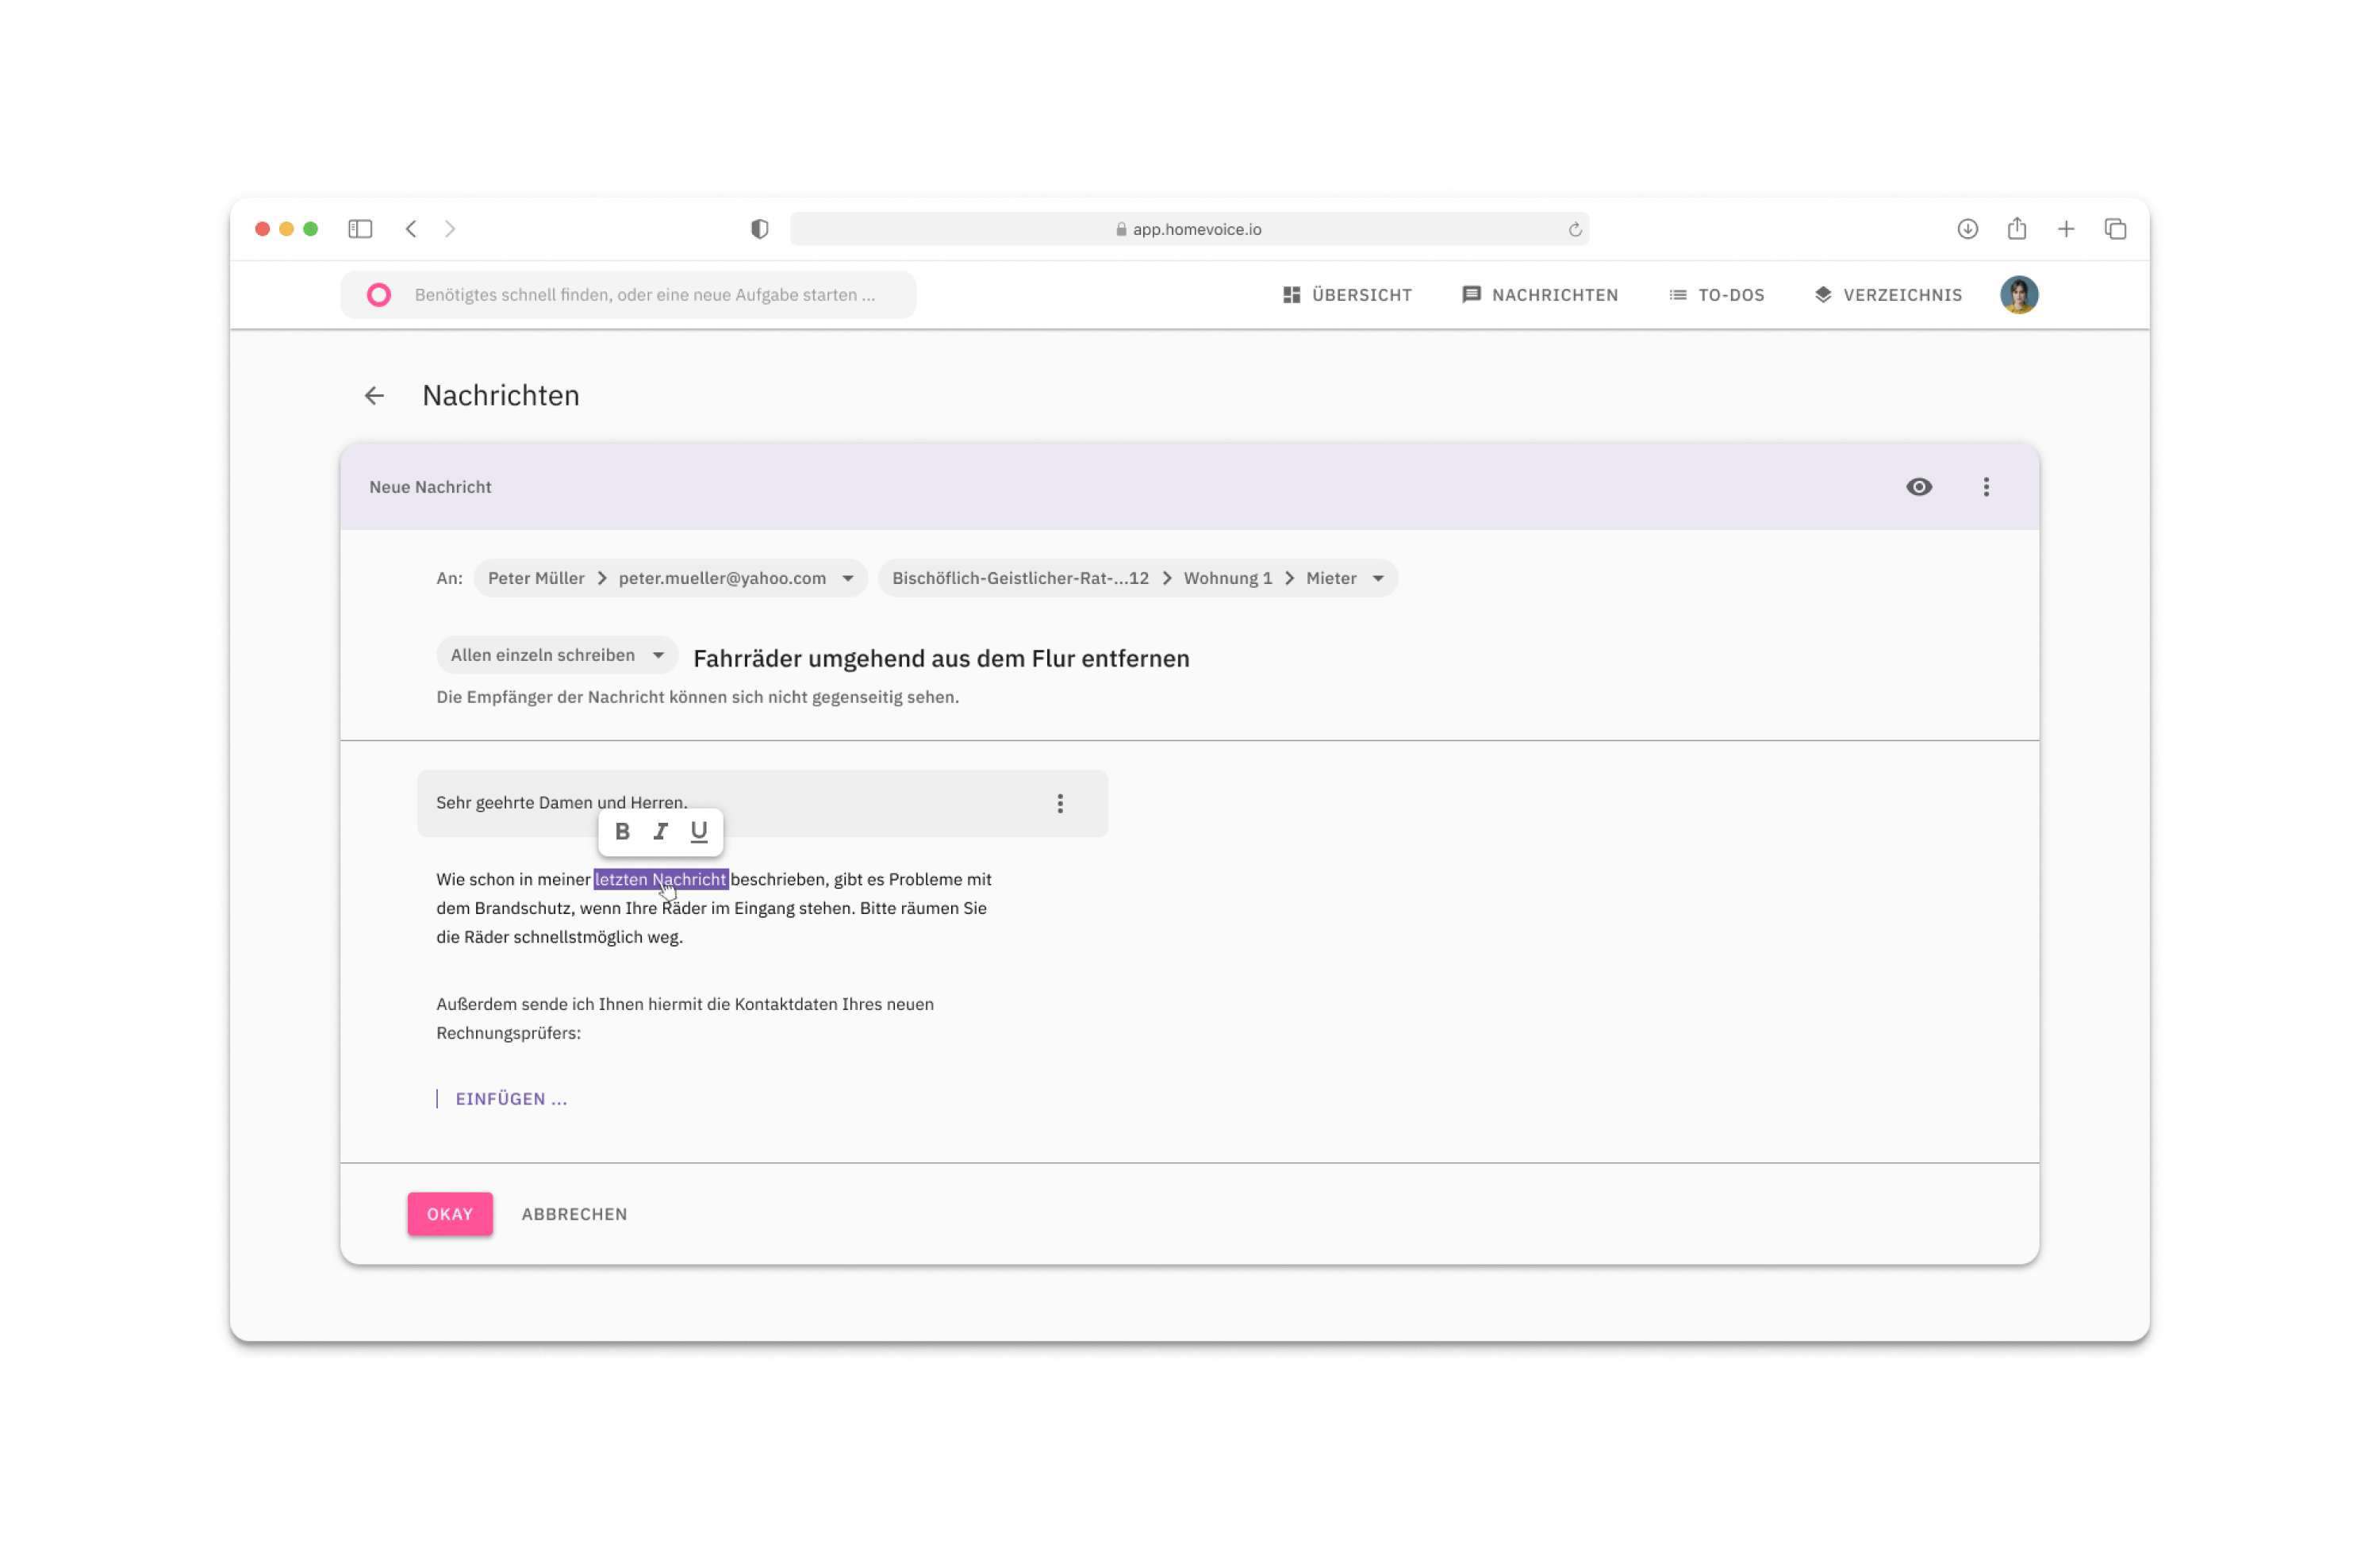 app.homevoice.io
Benötigtes schnell finden, oder eine neue Aufgabe starten ...
ÜBERSICHT
NACHRICHTEN
TO-DOS
VERZEICHNIS
Nachrichten
Neue Nachricht
An: Peter Müller > peter.mueller@yahoo.com Bischöflich-Geistlicher-Rat-...12 > Wohnung 1 > Mieter
Allen einzeln schreiben Fahrräder umgehend aus dem Flur entfernen
Die Empfänger der Nachricht können sich nicht gegenseitig sehen.
Sehr geehrte Damen und Herren,
B I U
Wie schon in meiner letzten Nachricht beschrieben, gibt es Probleme mit
dem Brandschutz, wenn Ihre Räder im Eingang stehen. Bitte räumen Sie
die Räder schnellstmöglich weg.
Außerdem sende ich Ihnen hiermit die Kontaktdaten Ihres neuen
Rechnungsprüfers:
EINFÜGEN ...
OKAY
ABBRECHEN